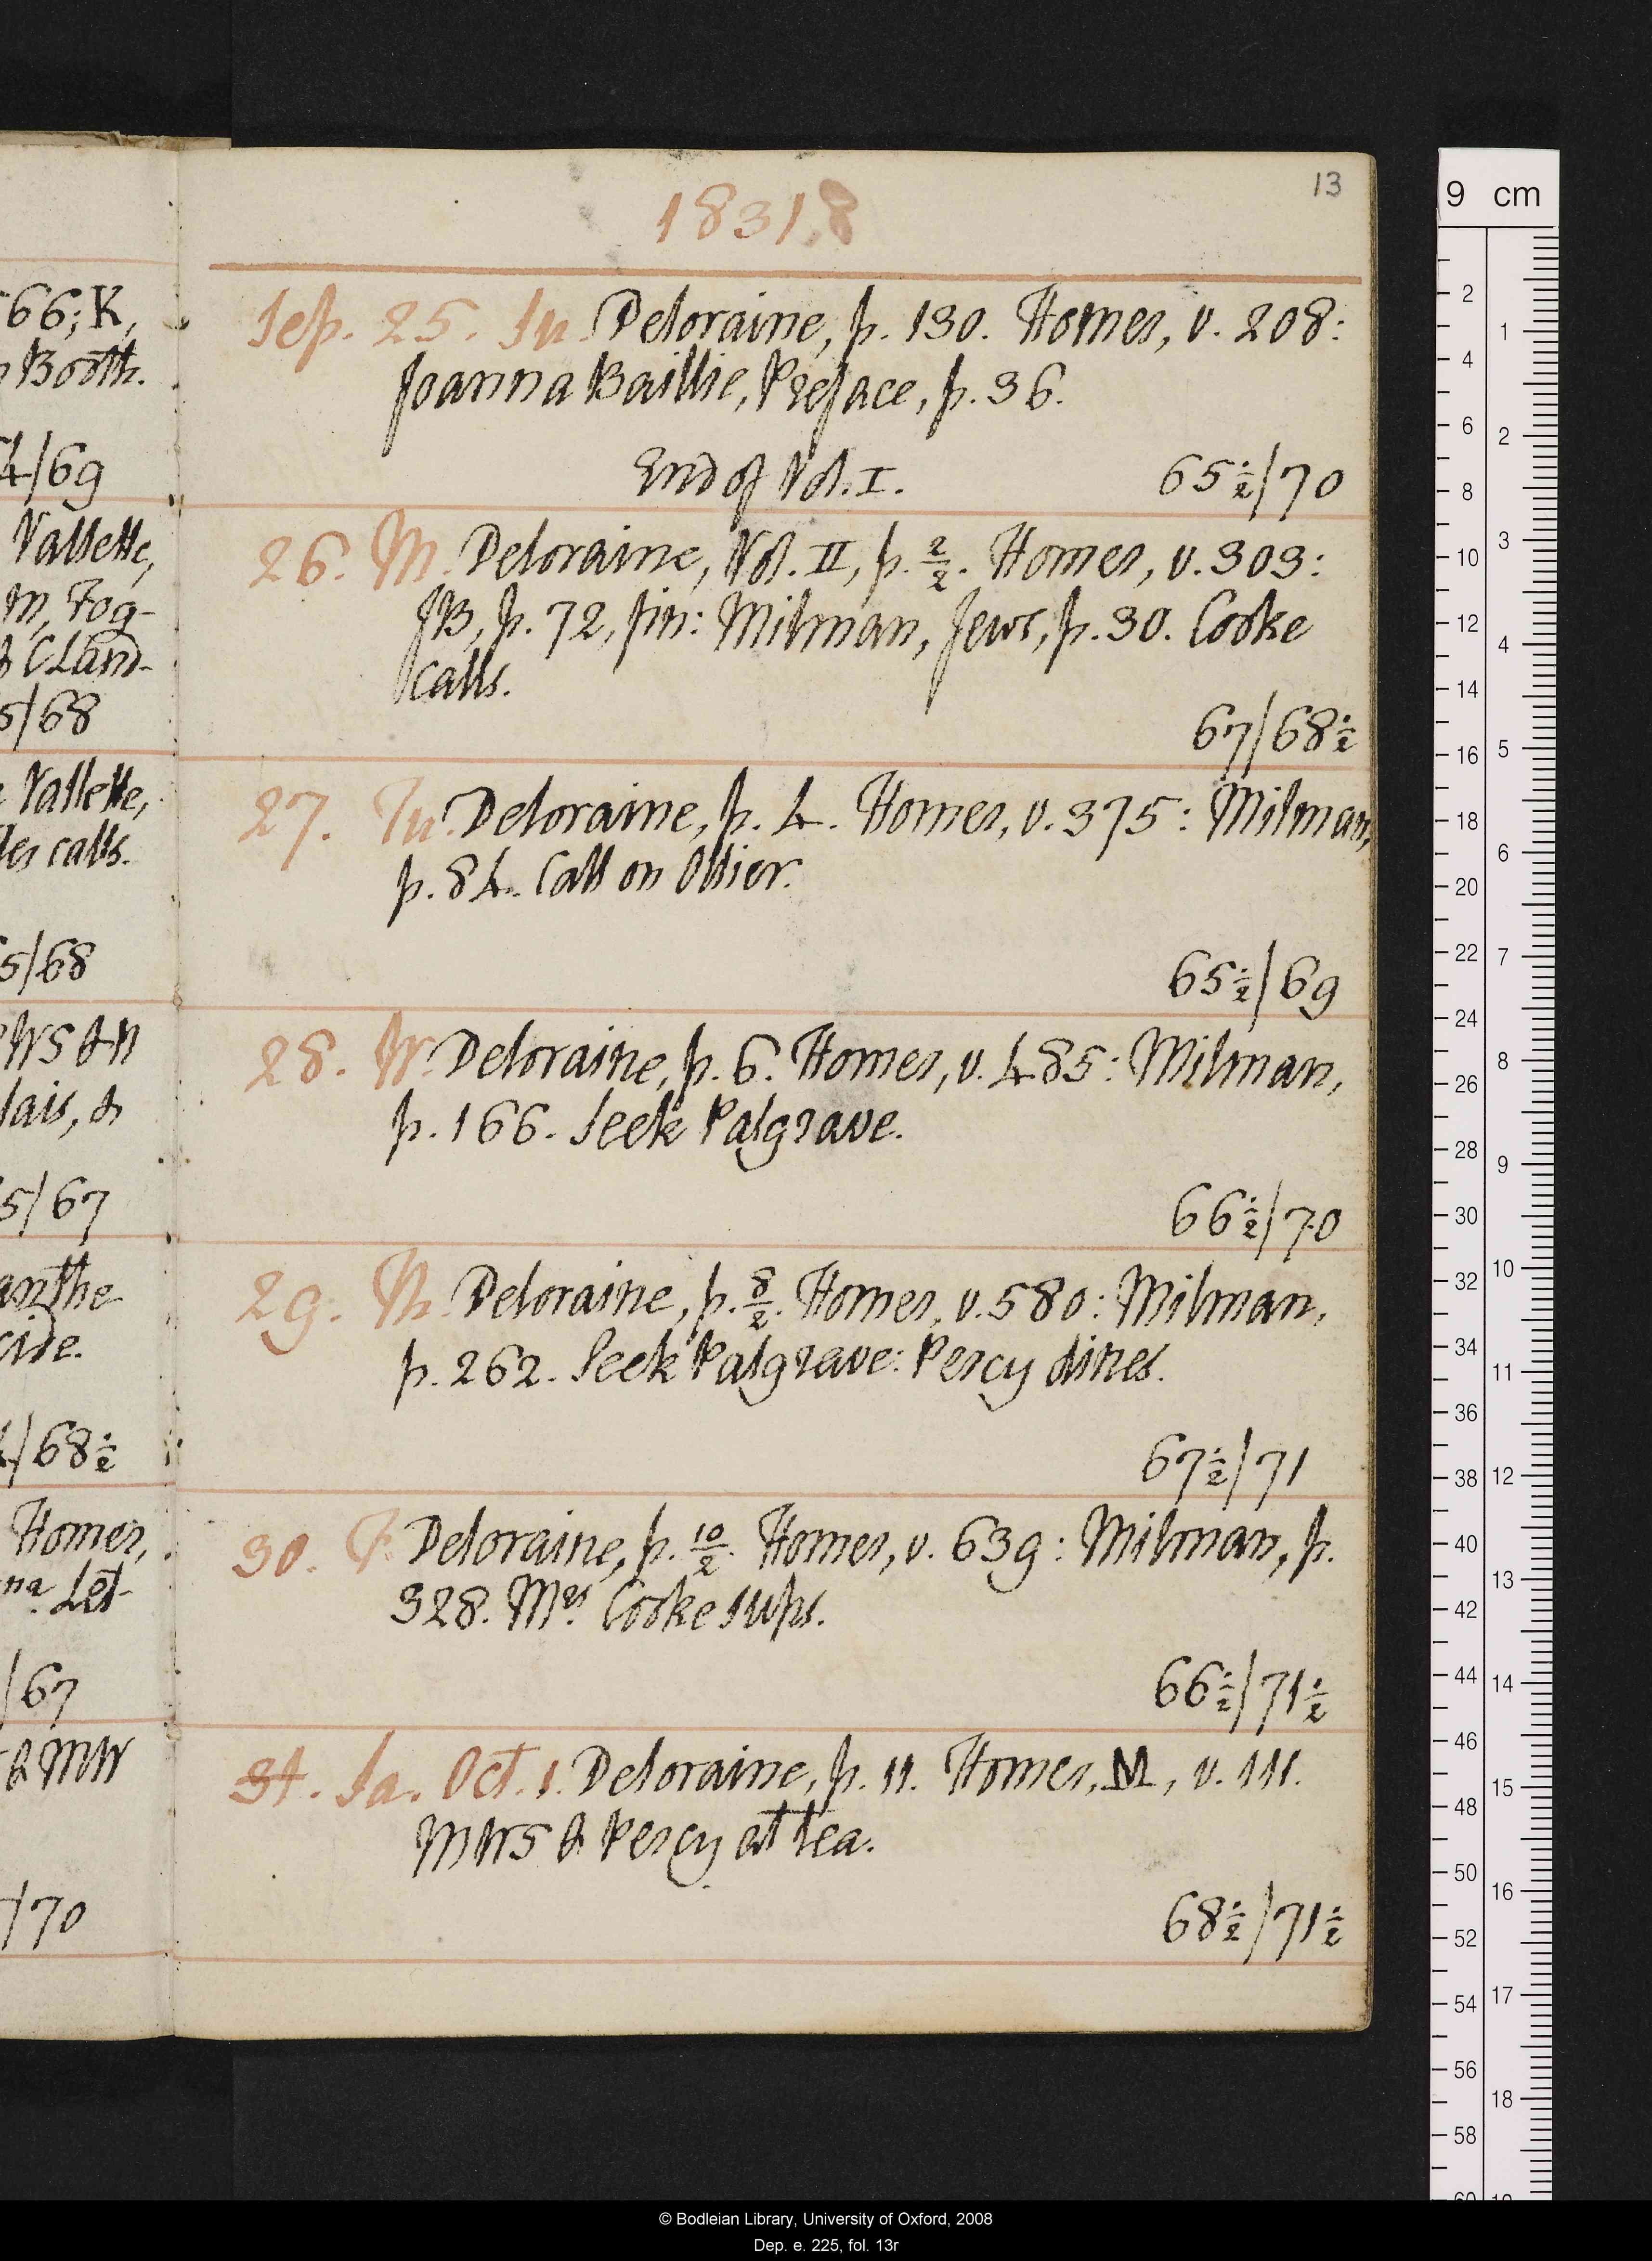 13
1831.8
66; K,
Booth.
4/69
Vallette,
m, Fog-
& C Land-
5/68
Vallette,
les calls.
5/68
WS & N
lais, &
5/67
anthe
cide.
4/68½
Homer,
na. Let-
/67
& MW
/70
Sep. 25. Su. Deloraine, p. 130. Homer, v. 208:
Joanna Baillie, Preface, p. 36.
End of Vol. I.
65½/70
26. M. Deloraine, Vol. II, p. 2/2. Homer, v. 303:
JB, p. 72, fin: Milman, Jews, p. 30. Cooke
calls.
67/68½
27. Tu. Deloraine, p. 4. Homer, v. 375: Milman,
p. 84. Call on Ollier.
65½/69
28. W. Deloraine, p. 6. Homer, v. 485: Milman,
p. 166. Seek Palgrave.
66½/70
29. Th. Deloraine, p. 8/2. Homer, v. 580: Milman,
p. 262. Seek Palgrave: Percy dines.
67½/71
30. F. Deloraine, p. 10/2. Homer, v. 639: Milman, p.
328. Mrs Cooke sups.
66½/71½
31. Sa. Oct. 1. Deloraine, p. 11. Homer, M, v. 111.
MWS & Percy at tea.
68½/71½
9 cm
2
4
6
8
10
12
14
16
18
20
22
24
26
28
30
32
34
36
38
40
42
44
46
48
50
52
54
56
58
1
2
3
4
5
6
7
8
9
10
11
12
13
14
15
16
17
18
© Bodleian Library, University of Oxford, 2008
Dep. e. 225, fol. 13r